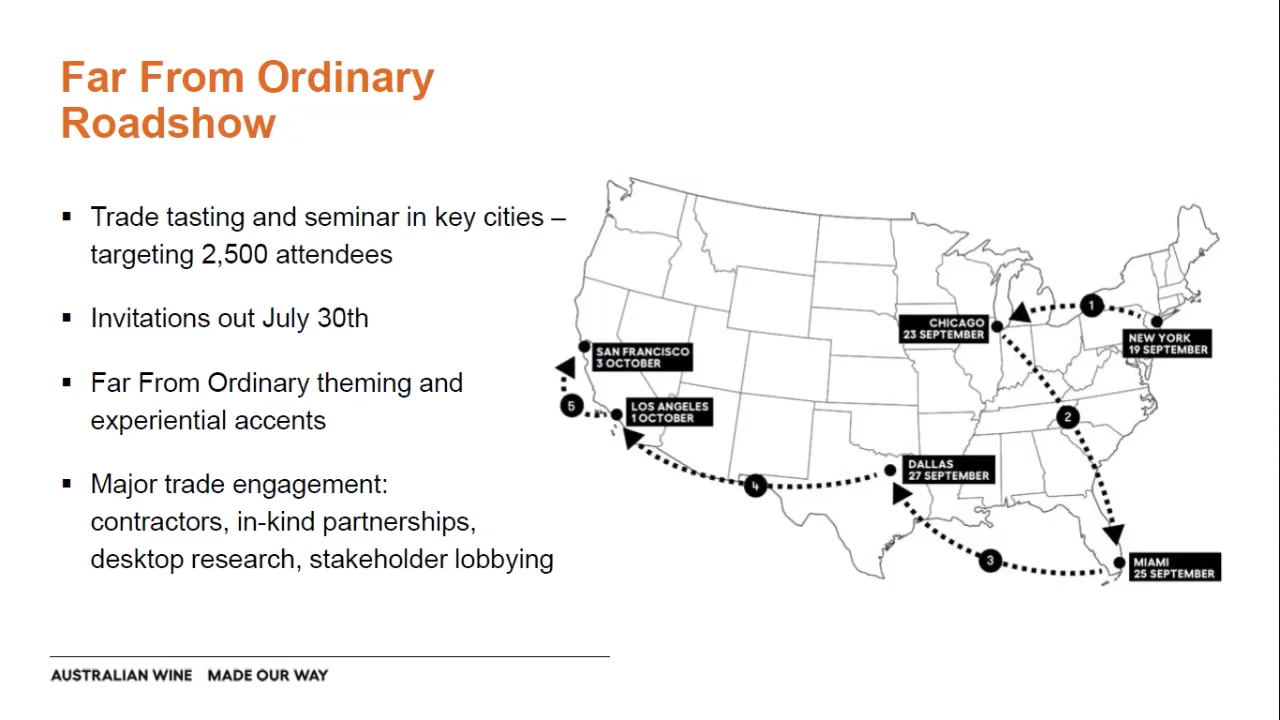 Far From Ordinary
Roadshow
▪ Trade tasting and seminar in key cities –
targeting 2,500 attendees
▪ Invitations out July 30th
▪ Far From Ordinary theming and
experiential accents
▪ Major trade engagement:
contractors, in-kind partnerships,
desktop research, stakeholder lobbying
1
CHICAGO
23 SEPTEMBER
NEW YORK
19 SEPTEMBER
SAN FRANCISCO
3 OCTOBER
5
LOS ANGELES
1 OCTOBER
2
DALLAS
27 SEPTEMBER
4
3
MIAMI
25 SEPTEMBER
AUSTRALIAN WINE MADE OUR WAY